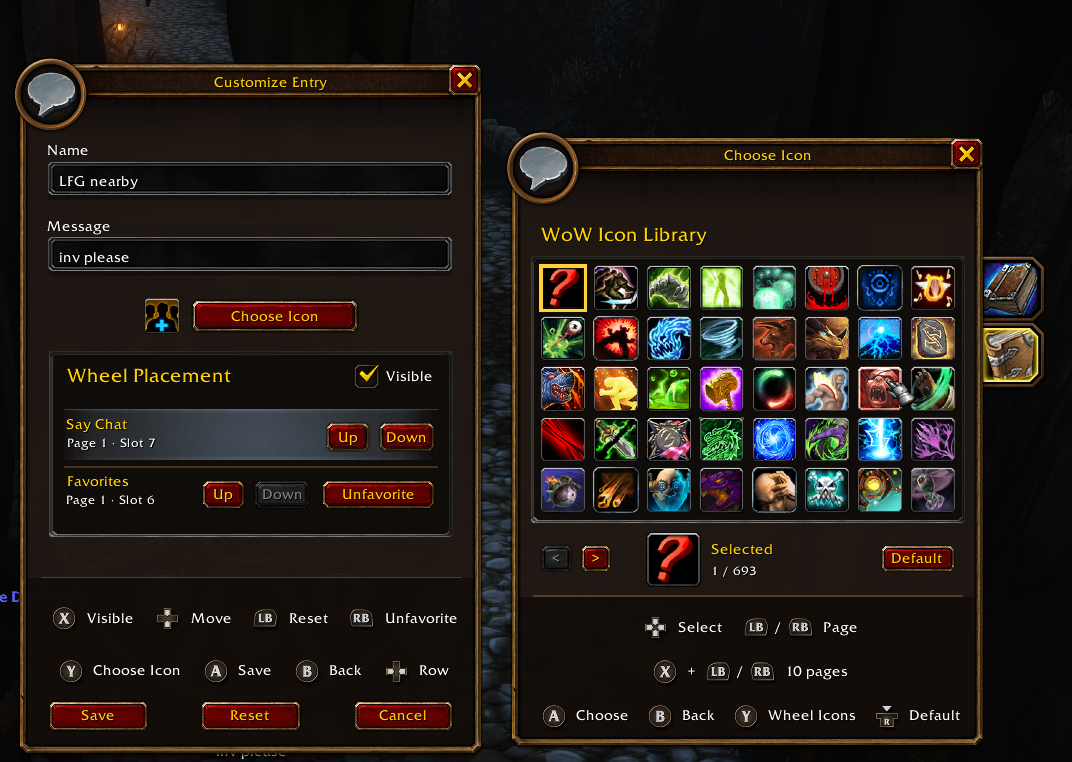 Customize Entry
Name
LFG nearby
Message
inv please
Choose Icon
Wheel Placement
Visible
Say Chat
Page 1 · Slot 7
Up
Down
Favorites
Page 1 · Slot 6
Up
Down
Unfavorite
X Visible
Move
LB Reset
RB Unfavorite
Y Choose Icon
A Save
B Back
Row
Save
Reset
Cancel
inv please
Choose Icon
WoW Icon Library
<
>
Selected
1 / 693
Default
Select
LB / RB Page
X + LB / RB 10 pages
A Choose
B Back
Y Wheel Icons
R Default